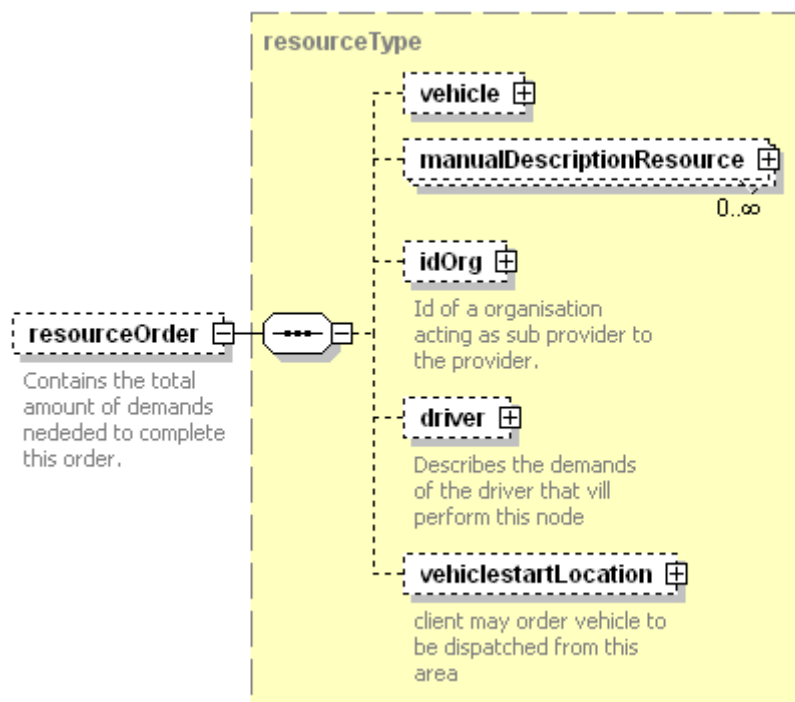 resourceType
vehicle
manualDescriptionResource
0..∞
idOrg
Id of a organisation
acting as sub provider to
the provider.
resourceOrder
Contains the total
amount of demands
nededed to complete
this order.
driver
Describes the demands
of the driver that vill
perform this node
vehiclestartLocation
client may order vehicle to
be dispatched from this
area